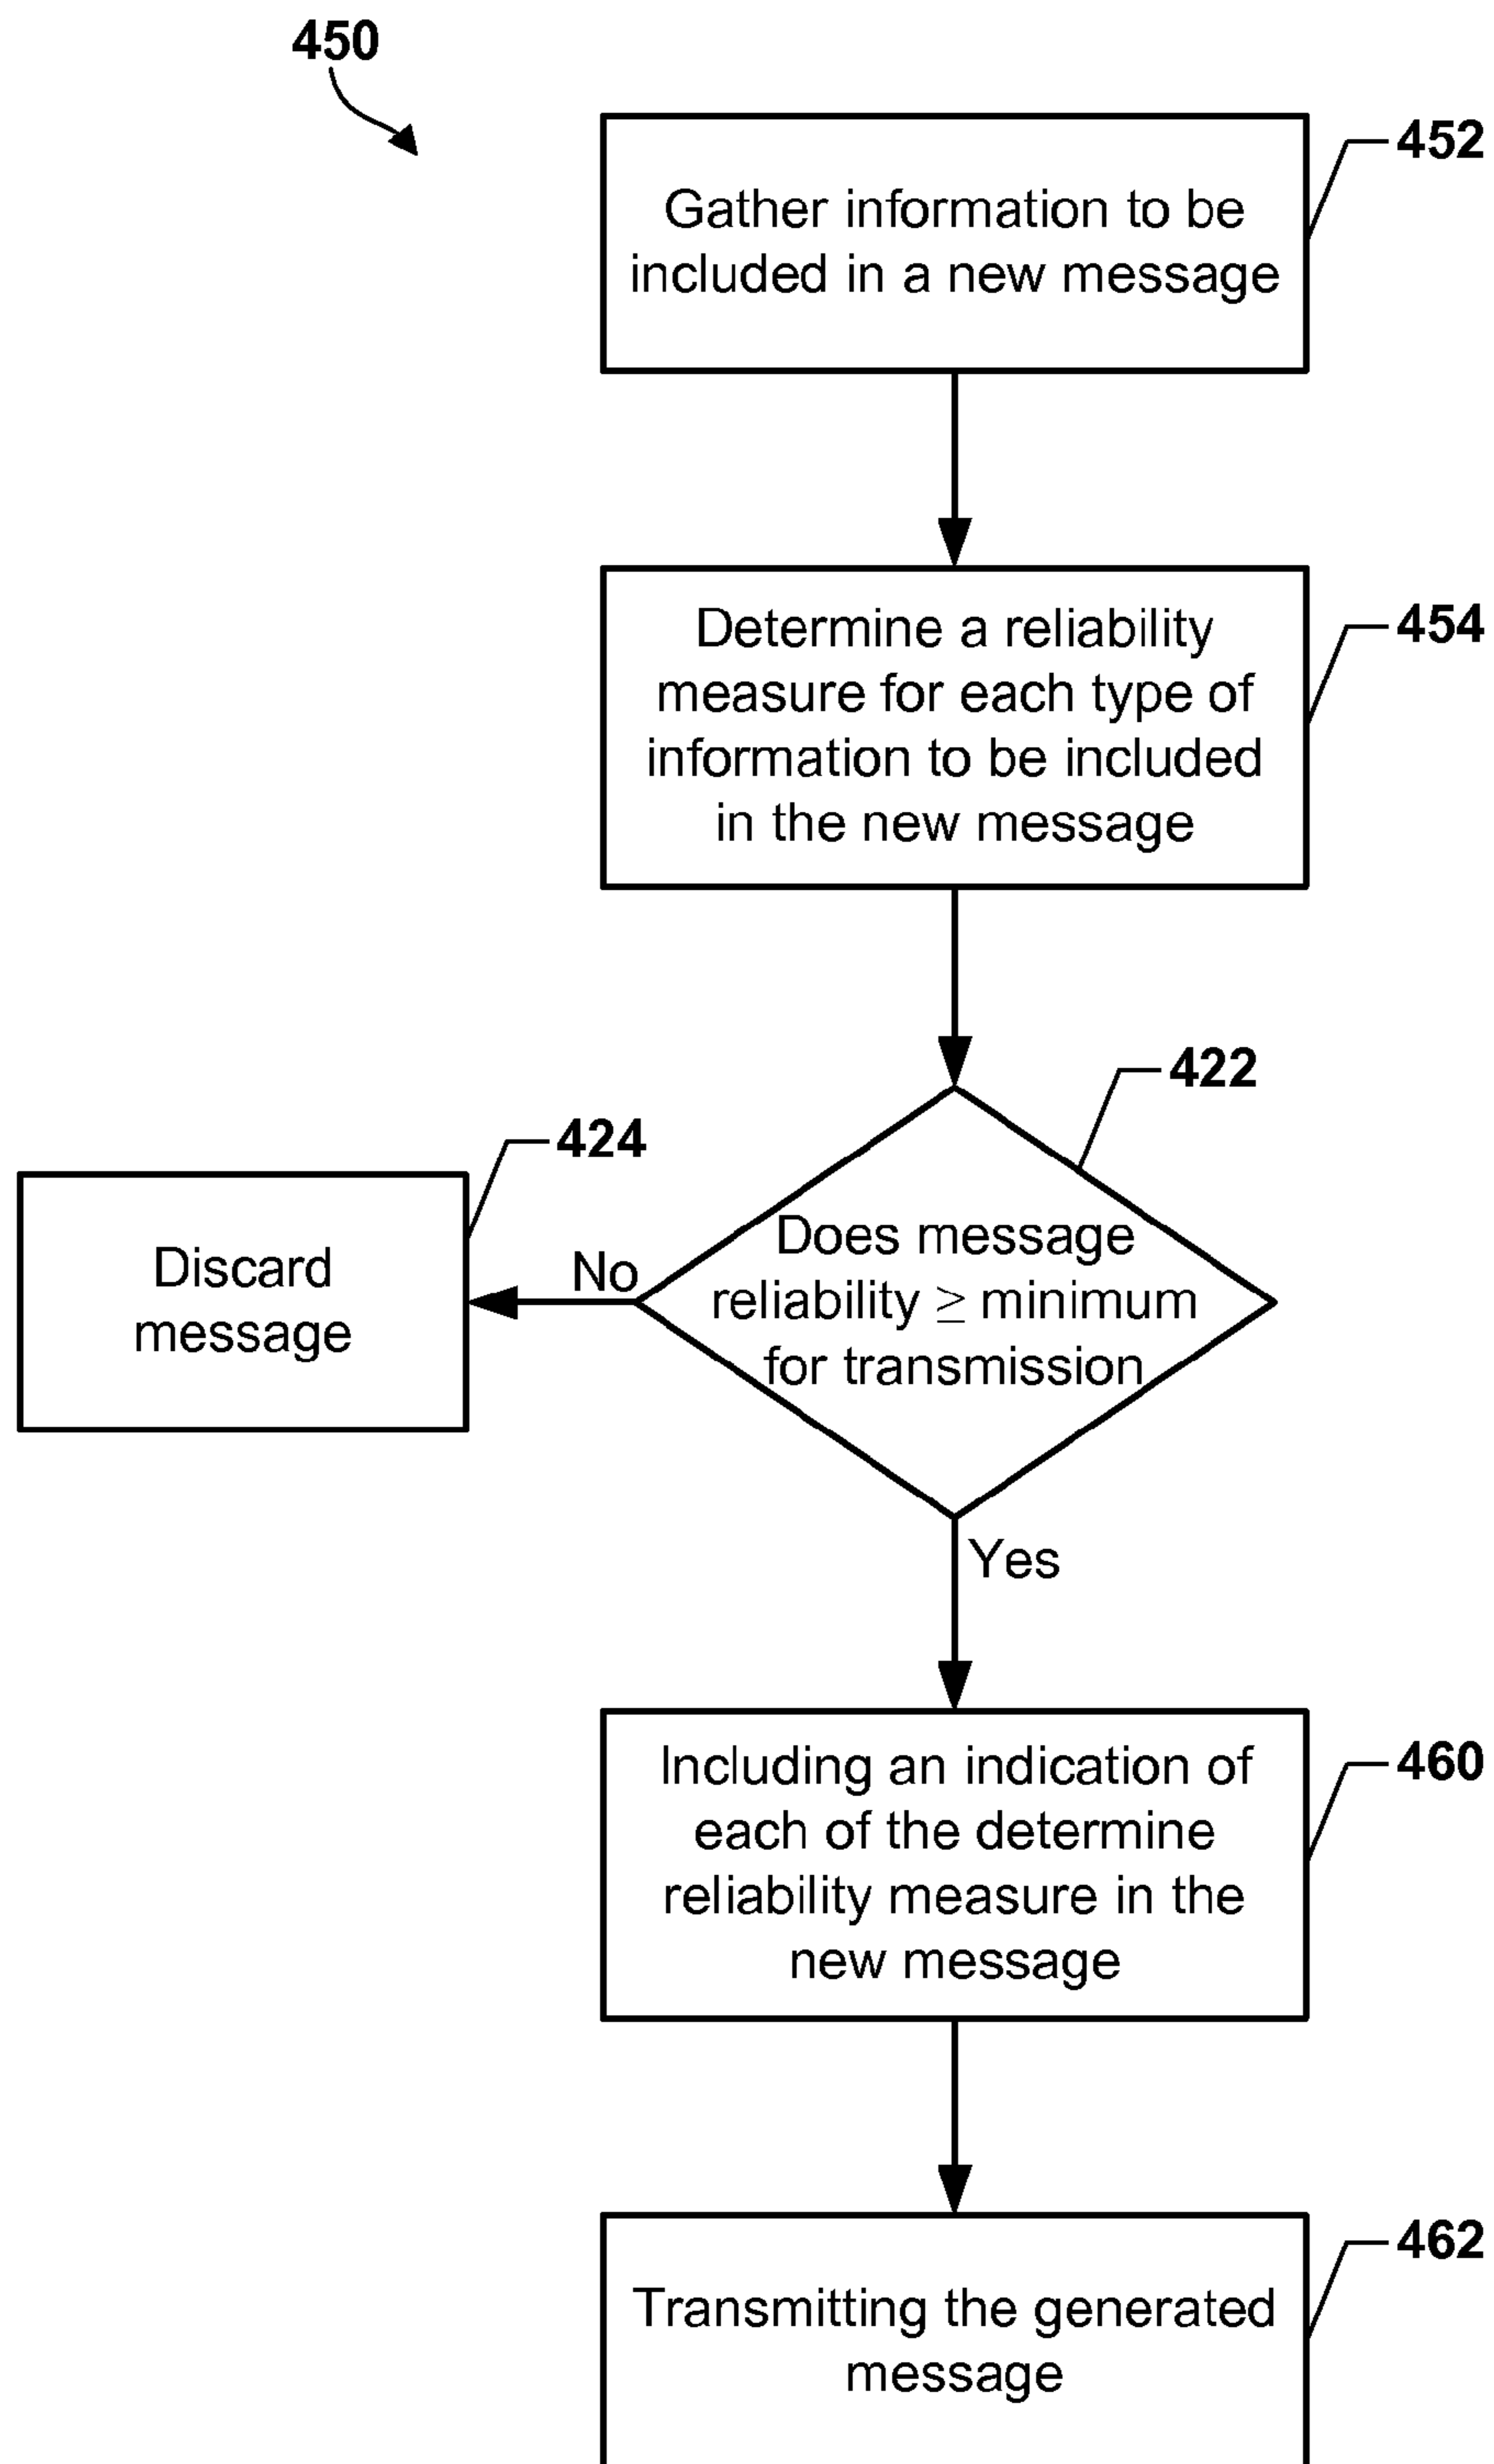 450
452
Gather information to be
included in a new message
454
Determine a reliability
measure for each type of
information to be included
in the new message
422
424
Does message
reliability ≥ minimum
for transmission
No
Discard
message
Yes
460
Including an indication of
each of the determine
reliability measure in the
new message
462
Transmitting the generated
message